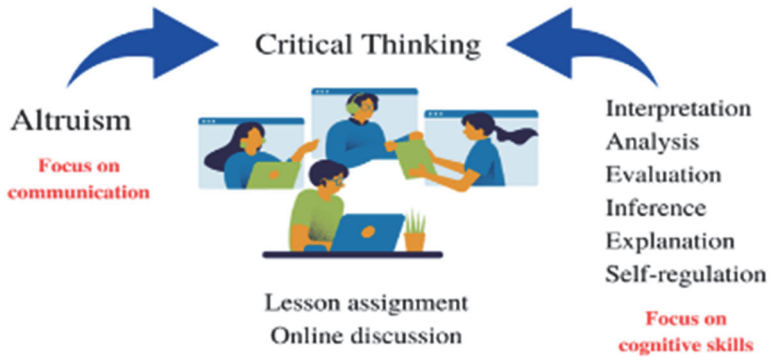 Critical Thinking
Altruism
Focus on
communication
Interpretation
Analysis
Evaluation
Inference
Explanation
Self-regulation
Focus on
cognitive skills
Lesson assignment
Online discussion